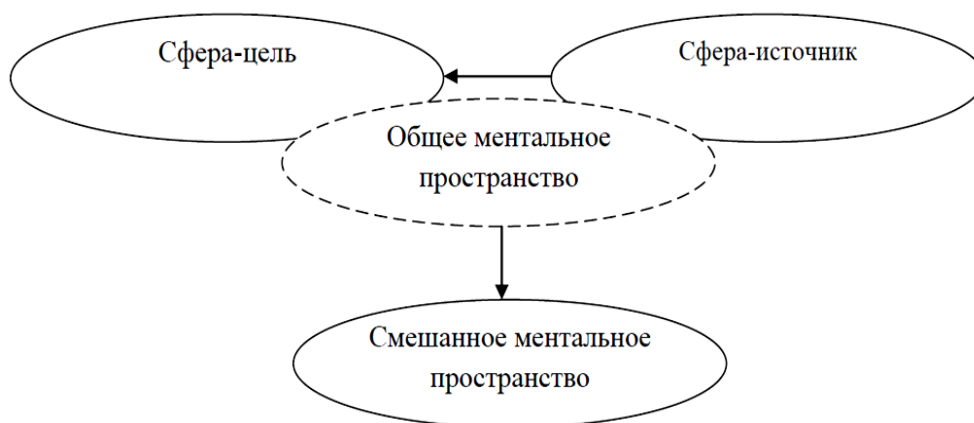 Сфера-цель
Сфера-источник
Общее ментальное
пространство
Смешанное ментальное
пространство